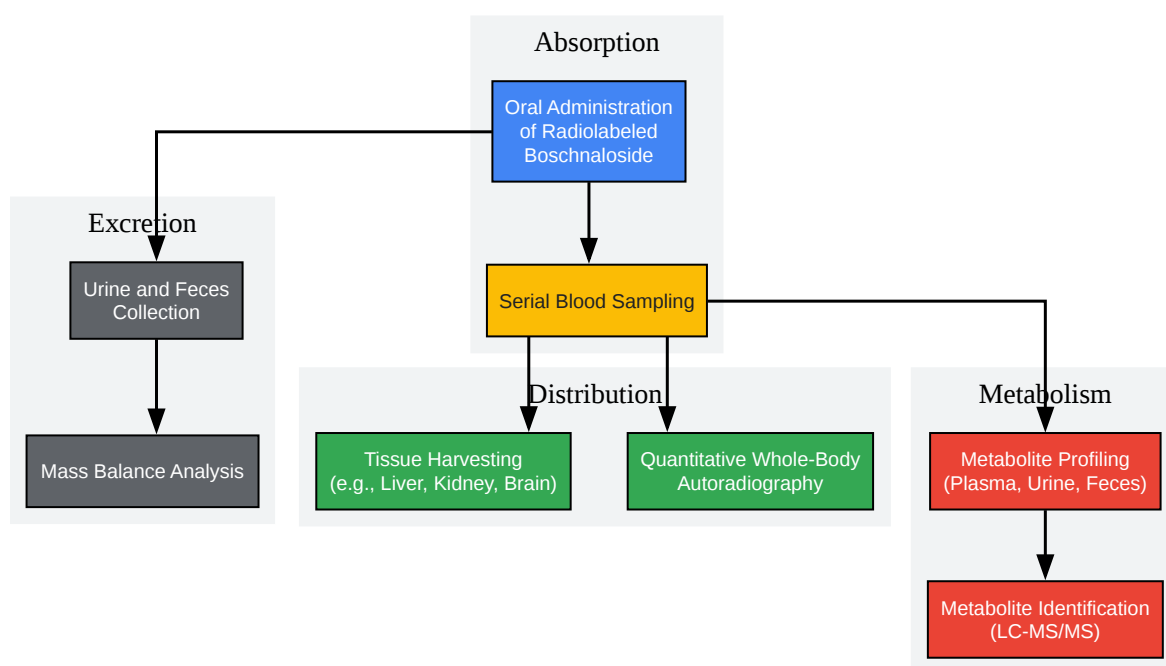 Absorption
Oral Administration
of Radiolabeled
Boschnaloside
Excretion
Urine and Feces
Collection
Serial Blood Sampling
Distribution
Metabolism
Mass Balance Analysis
Tissue Harvesting
(e.g., Liver, Kidney, Brain)
Quantitative Whole-Body
Autoradiography
Metabolite Profiling
(Plasma, Urine, Feces)
Metabolite Identification
(LC-MS/MS)